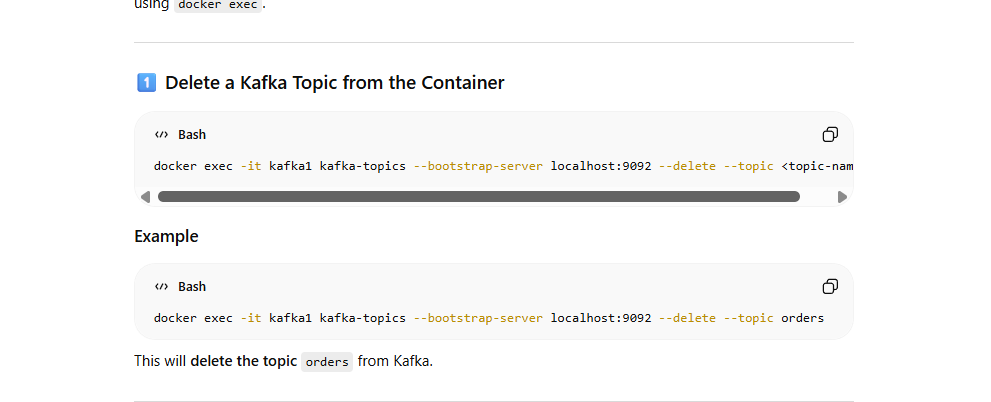 using docker exec.
1 Delete a Kafka Topic from the Container
Bash
docker exec -it kafka1 kafka-topics --bootstrap-server localhost:9092 --delete --topic <topic-nam
Example
Bash
docker exec -it kafka1 kafka-topics --bootstrap-server localhost:9092 --delete --topic orders
This will delete the topic orders from Kafka.